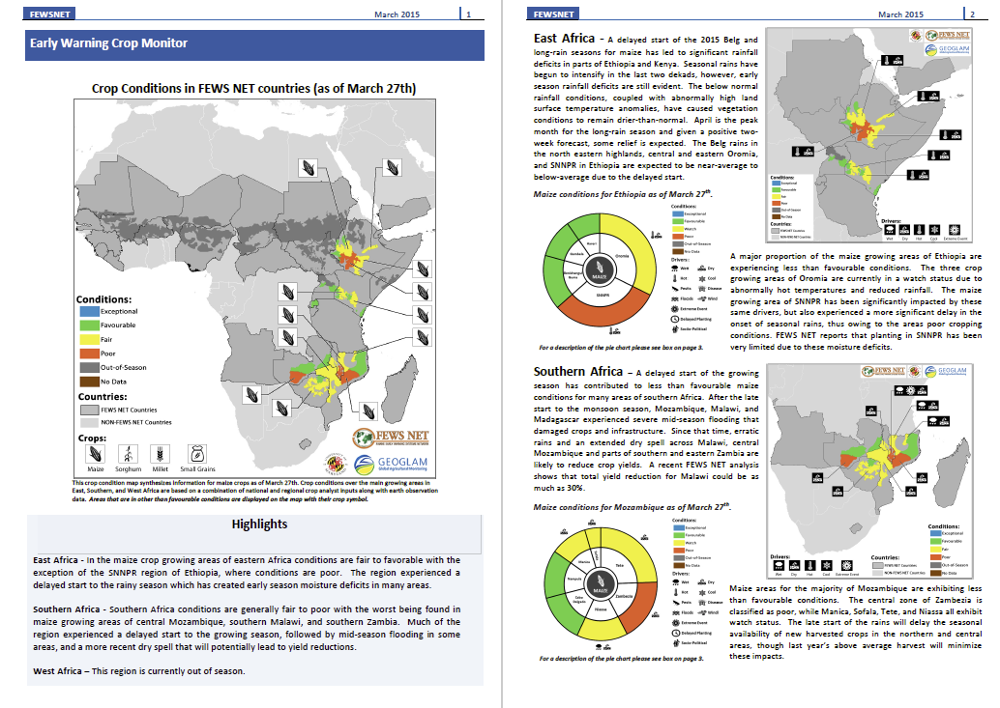 FEWSNET
March 2015
1
Early Warning Crop Monitor
Crop Conditions in FEWS NET countries (as of March 27th)
Conditions:
Exceptional
Favourable
Fair
Poor
Out-of-Season
No Data
Countries:
FEWS NET Countries
NON-FEWS NET Countries
Crops:
Maize
Sorghum
Millet
Small Grains
FEWS NET
GEOGLAM
Global Agricultural Monitoring
This crop condition map synthesizes information for maize crops as of March 27th. Crop conditions over the main growing areas in
East, Southern, and West Africa are based on a combination of national and regional crop analyst inputs along with earth observation
data. Areas that are in other than favourable conditions are displayed on the map with their crop symbol.
Highlights
East Africa - In the maize crop growing areas of eastern Africa conditions are fair to favorable with the
exception of the SNNPR region of Ethiopia, where conditions are poor. The region experienced a
delayed start to the rainy season which has created early season moisture deficits in many areas.
Southern Africa - Southern Africa conditions are generally fair to poor with the worst being found in
maize growing areas of central Mozambique, southern Malawi, and southern Zambia. Much of the
region experienced a delayed start to the growing season, followed by mid-season flooding in some
areas, and a more recent dry spell that will potentially lead to yield reductions.
West Africa – This region is currently out of season.
FEWSNET
March 2015
2
East Africa - A delayed start of the 2015 Belg and
long-rain seasons for maize has led to significant rainfall
deficits in parts of Ethiopia and Kenya. Seasonal rains have
begun to intensify in the last two dekads, however, early
season rainfall deficits are still evident. The below normal
rainfall conditions, coupled with abnormally high land
surface temperature anomalies, have caused vegetation
conditions to remain drier-than-normal. April is the peak
month for the long-rain season and given a positive two-
week forecast, some relief is expected. The Belg rains in
the north eastern highlands, central and eastern Oromia,
and SNNPR in Ethiopia are expected to be near-average to
below-average due to the delayed start.
FEWS NET
GEOGLAM
Conditions:
Exceptional
Favourable
Fair
Poor
Out-of-Season
No Data
Countries:
FEWS NET Countries
NON-FEWS NET Countries
Drivers:
Wet
Dry
Hot
Cool
Extreme Event
Maize conditions for Ethiopia as of March 27th.
Oromia
SNNPR
MAIZE
Conditions:
Exceptional
Favourable
Watch
Poor
Out-of-Season
No Data
Drivers:
Wet
Dry
Hot
Cool
Pests
Disease
Floods
Wind
Extreme Event
Delayed Planting
Socio-Political
For a description of the pie chart please see box on page 3.
A major proportion of the maize growing areas of Ethiopia are
experiencing less than favourable conditions. The three crop
growing areas of Oromia are currently in a watch status due to
abnormally hot temperatures and reduced rainfall. The maize
growing area of SNNPR has been significantly impacted by these
same drivers, but also experienced a more significant delay in the
onset of seasonal rains, thus owing to the areas poor cropping
conditions. FEWS NET reports that planting in SNNPR has been
very limited due to these moisture deficits.
Southern Africa – A delayed start of the growing
season has contributed to less than favourable maize
conditions for many areas of southern Africa. After the late
start to the monsoon season, Mozambique, Malawi, and
Madagascar experienced severe mid-season flooding that
damaged crops and infrastructure. Since that time, erratic
rains and an extended dry spell across Malawi, central
Mozambique and parts of southern and eastern Zambia are
likely to reduce crop yields. A recent FEWS NET analysis
shows that total yield reduction for Malawi could be as
much as 30%.
FEWS NET
GEOGLAM
Drivers:
Wet
Dry
Hot
Cool
Extreme Event
Countries:
FEWS NET Countries
NON-FEWS NET Countries
Conditions:
Exceptional
Favourable
Fair
Poor
Out-of-Season
No Data
Maize conditions for Mozambique as of March 27th.
Tete
Zambezia
Niassa
Cabo
Delgado
Nampula
Manica
MAIZE
Conditions:
Exceptional
Favourable
Watch
Poor
Out-of-Season
No Data
Drivers:
Wet
Dry
Hot
Cool
Pests
Disease
Floods
Wind
Extreme Event
Delayed Planting
Socio-Political
For a description of the pie chart please see box on page 3.
Maize areas for the majority of Mozambique are exhibiting less
than favourable conditions. The central zone of Zambezia is
classified as poor, while Manica, Sofala, Tete, and Niassa all exhibit
watch status. The late start of the rains will delay the seasonal
availability of new harvested crops in the northern and central
areas, though last year's above average harvest will minimize
these impacts.